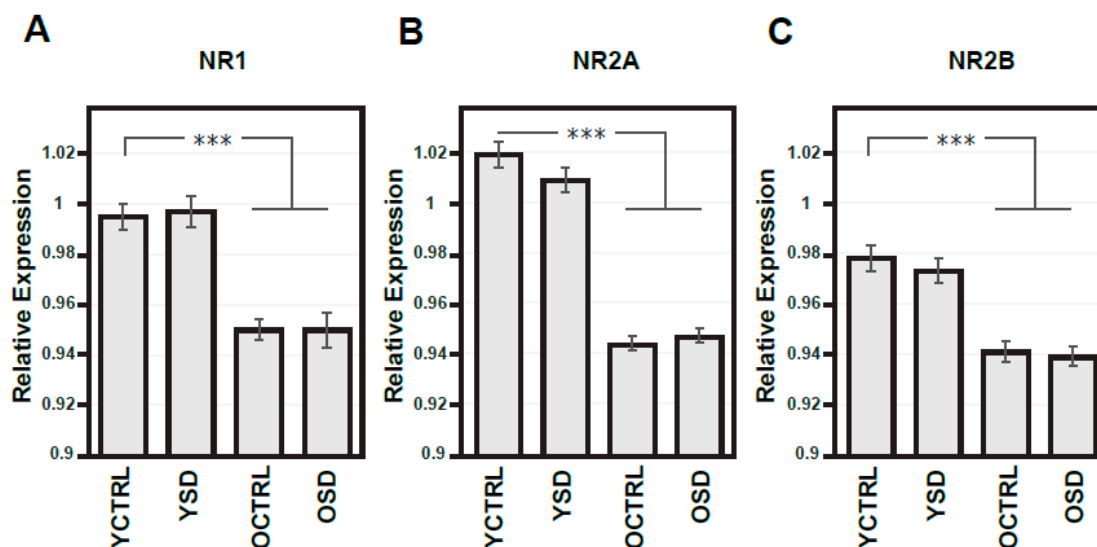 A
NR1
Relative Expression
1.02
1
0.98
0.96
0.94
0.92
0.9
***
YCTRL
YSD
OCTRL
OSD
B
NR2A
Relative Expression
1.02
1
0.98
0.96
0.94
0.92
0.9
***
YCTRL
YSD
OCTRL
OSD
C
NR2B
Relative Expression
1.02
1
0.98
0.96
0.94
0.92
0.9
***
YCTRL
YSD
OCTRL
OSD